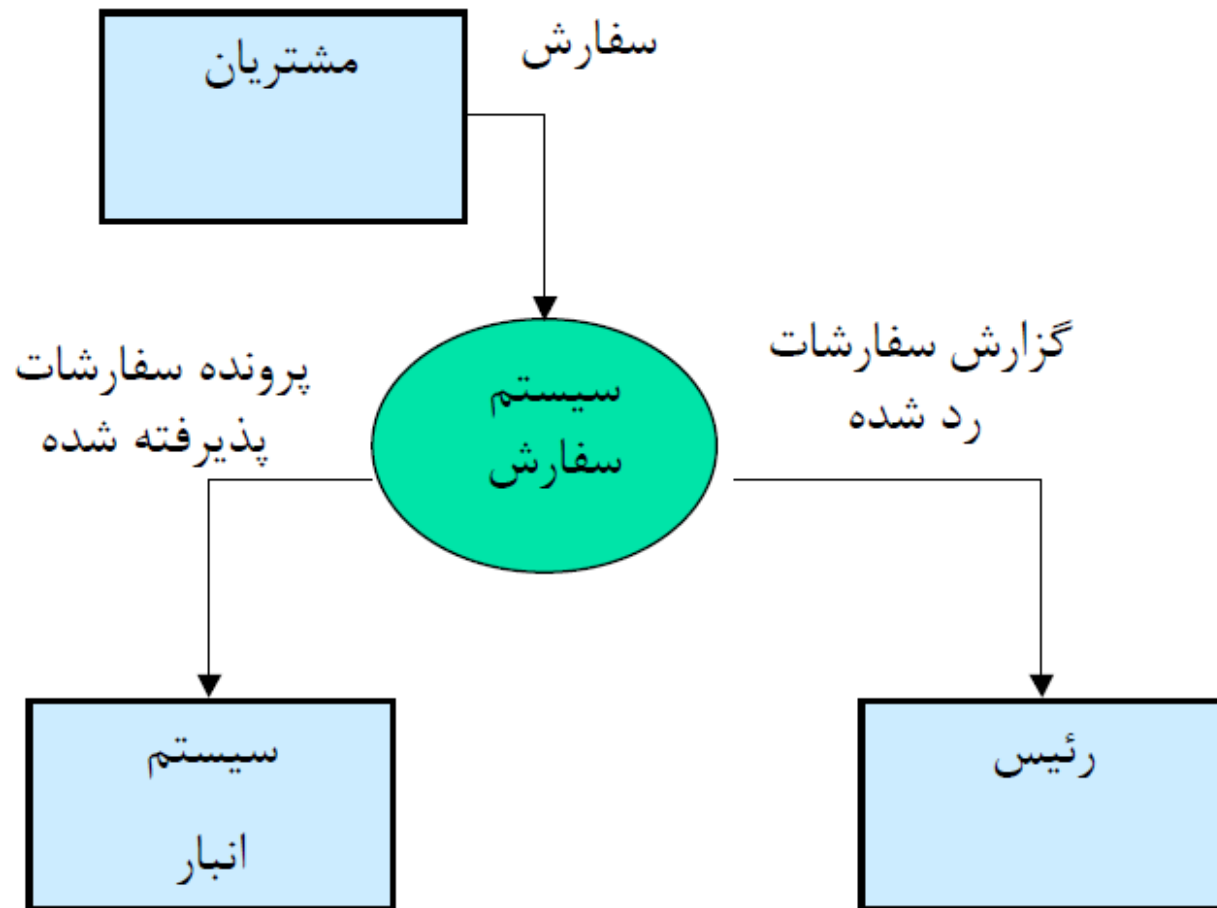 مشتریان
سفارش
گزارش سفارشات
رد شده
سیستم
سفارش
پرونده سفارشات
پذیرفته شده
رئیس
سیستم
انبار